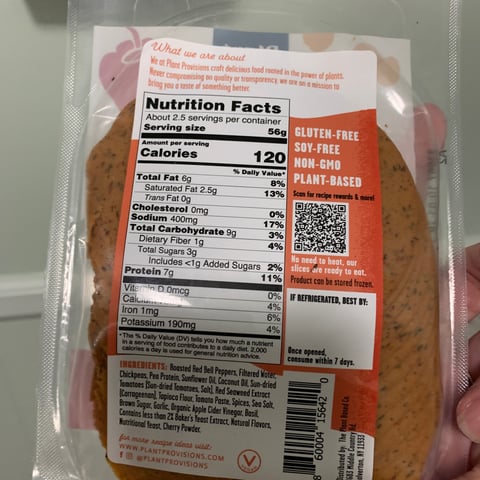 What we are about
We at Plant Provisions craft delicious food rooted in the power of plants.
Never compromising on quality or transparency, we are on a mission to
bring you a taste of something better.
Nutrition Facts
About 2.5 servings per container
Serving size 56g
Amount per serving
Calories 120
% Daily Value*
Total Fat 6g 8%
Saturated Fat 2.5g 13%
Trans Fat 0g
Cholesterol 0mg 0%
Sodium 400mg 17%
Total Carbohydrate 9g 3%
Dietary Fiber 1g 4%
Total Sugars 3g
Includes <1g Added Sugars 2%
Protein 7g 11%
Vitamin D 0mcg 0%
4%
Iron 1mg 6%
Potassium 190mg 4%
*The % Daily Value (DV) tells you how much a nutrient
in a serving of food contributes to a daily diet. 2,000
calories a day is used for general nutrition advice.
GLUTEN-FREE
SOY-FREE
NON-GMO
PLANT-BASED
Scan for recipe rewards & more!
No need to heat, our
slices are ready to eat.
Product can be stored frozen.
IF REFRIGERATED, BEST BY:
Once opened,
consume within 7 days.
INGREDIENTS: Roasted Red Bell Peppers, Filtered Water,
Chickpeas, Pea Protein, Sunflower Oil, Coconut Oil, Sun-dried
Tomatoes [Sun-dried Tomatoes, Salt], Red Seaweed Extract
[Carrageenan], Tapioca Flour, Tomato Paste, Spices, Sea Salt,
Brown Sugar, Garlic, Organic Apple Cider Vinegar, Basil,
Contains less than 2% Baker's Yeast Extract, Natural Flavors,
Nutritional Yeast, Cherry Powder.
for more recipe ideas visit:
WWW.PLANTPROVISIONS.COM
@PLANTPROVISIONS
V
8 60004 15642 0
Distributed by: The Plant Based Co.
Middle Country Rd.
NY 11933